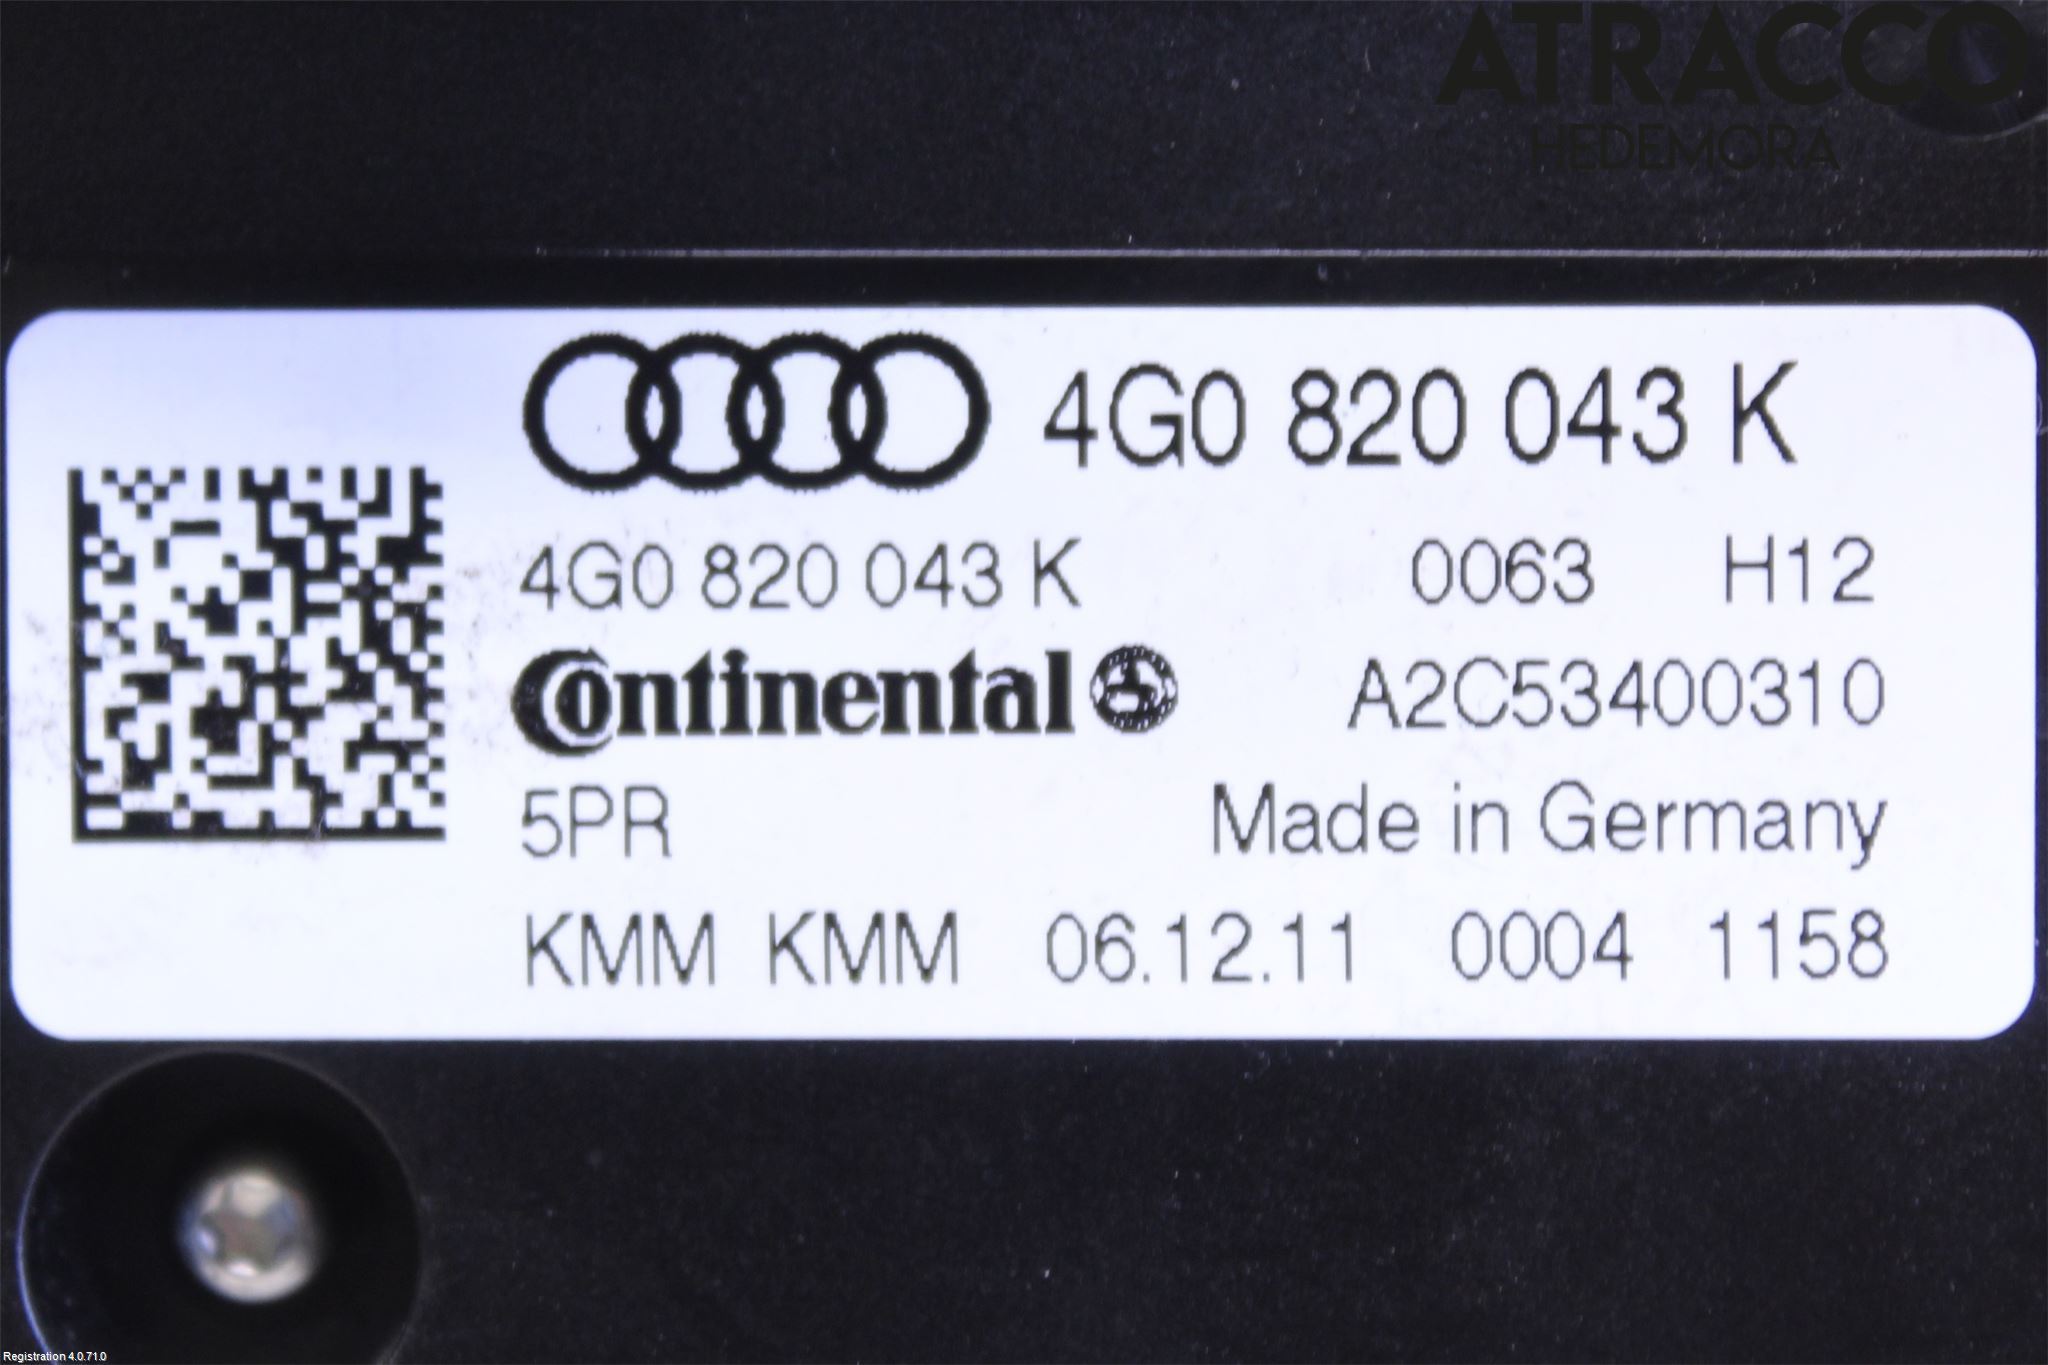 ATRACCO
HEDEMORA
4G0 820 043 K
4G0 820 043 K 0063 H12
Continental A2C53400310
5PR Made in Germany
KMM KMM 06.12.11 0004 1158
Registration 4.0.71.0